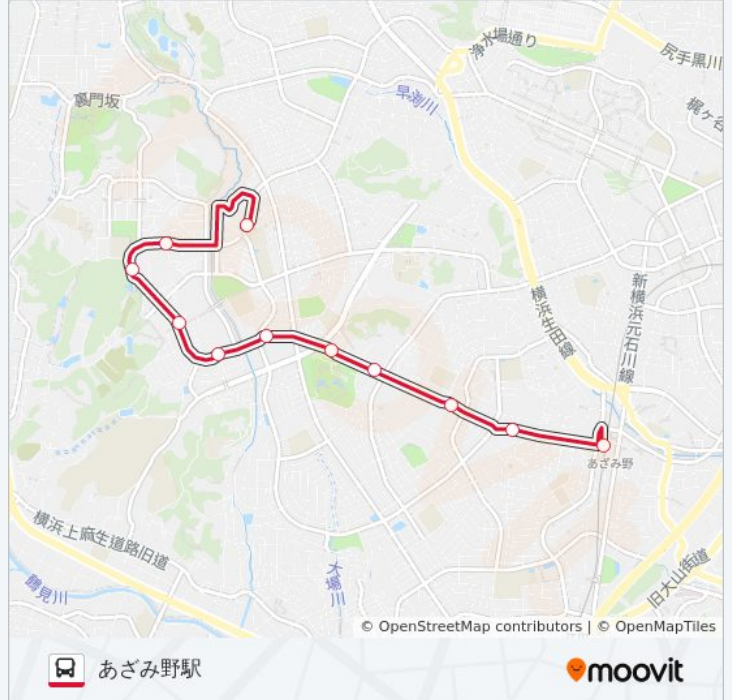 浄水場通り
尻手黒川
裏門坂
早渕川
梶ヶ谷
横浜生田線
新横浜元石川線
あざみ野
横浜上麻生道路旧道
大場川
鶴見川
旧大山街道
© OpenStreetMap contributors | © OpenMapTiles
あざみ野駅
moovit